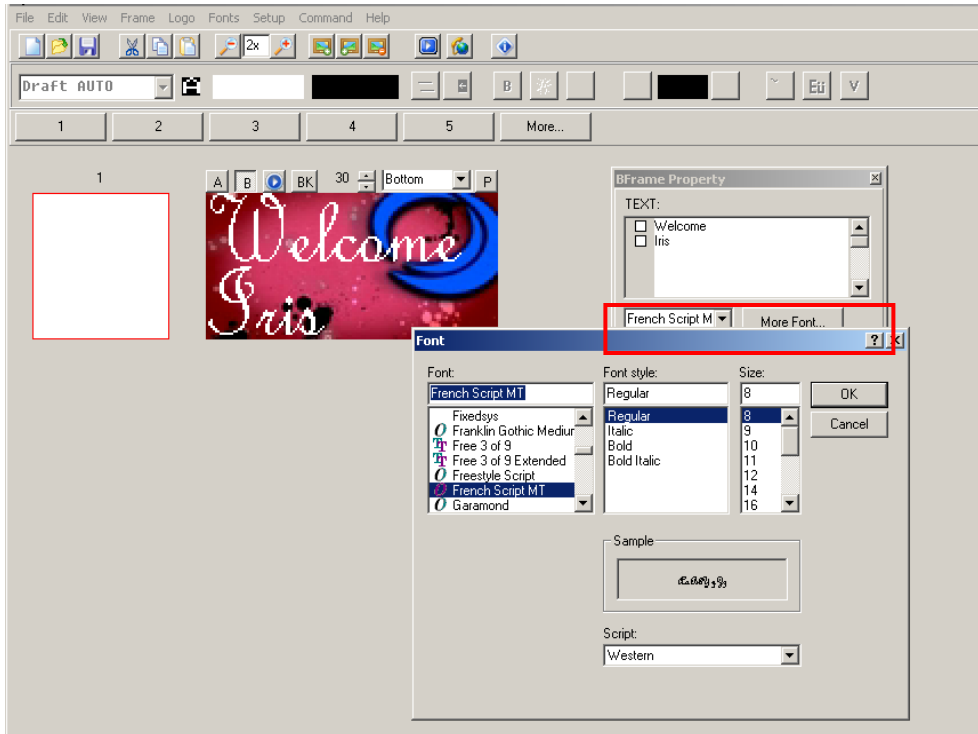 File Edit View Frame Logo Fonts Setup Command Help
2x
Draft AUTO B Eü V
1 2 3 4 5 More...
1
A B BK 30 Bottom P
Welcome
Iris
BFrame Property
TEXT:
Welcome
Iris
French Script M More Font...
Font
Font: Font style: Size:
French Script MT Regular 8
OK
Cancel
Fixedsys Regular 8
Franklin Gothic Mediur Italic 9
Free 3 of 9 Bold 10
Free 3 of 9 Extended Bold Italic 11
Freestyle Script 12
French Script MT 14
Garamond 16
Sample
Script:
Western